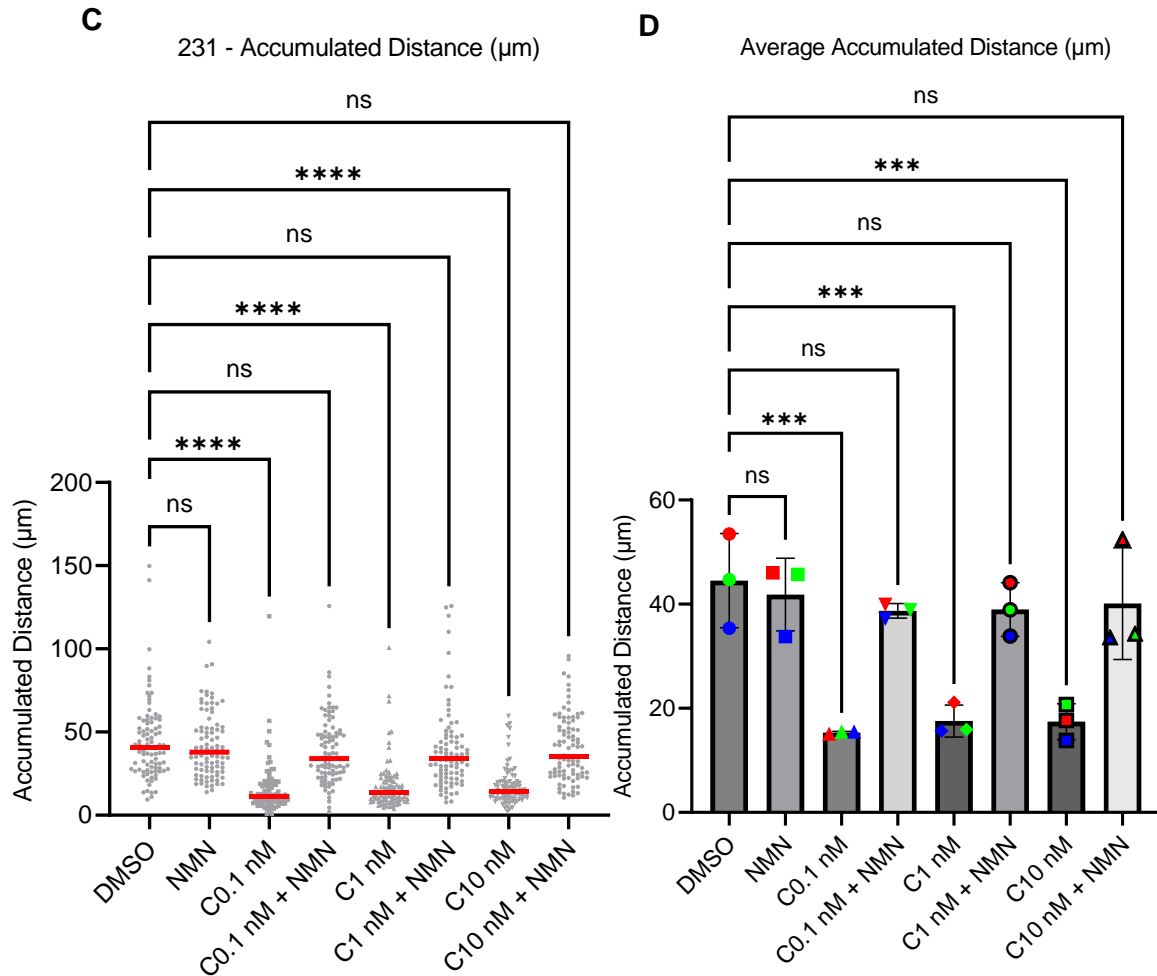 C
231 - Accumulated Distance (µm)
ns
****
ns
****
ns
****
ns
Accumulated Distance (µm)
200
150
100
50
0
DMSO
NMN
C0.1 nM
C0.1 nM + NMN
C1 nM
C1 nM + NMN
C10 nM
C10 nM + NMN
D
Average Accumulated Distance (µm)
ns
***
ns
***
ns
***
ns
Accumulated Distance (µm)
60
40
20
0
DMSO
NMN
C0.1 nM
C0.1 nM + NMN
C1 nM
C1 nM + NMN
C10 nM
C10 nM + NMN